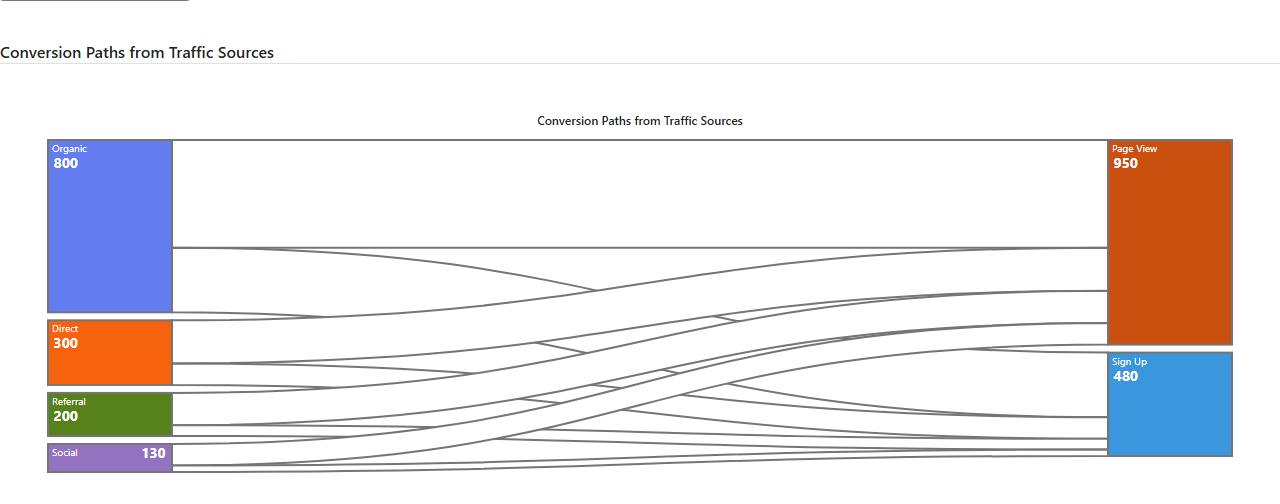 Conversion Paths from Traffic Sources
Conversion Paths from Traffic Sources
Organic
800
Direct
300
Referral
200
Social 130
Page View
950
Sign Up
480